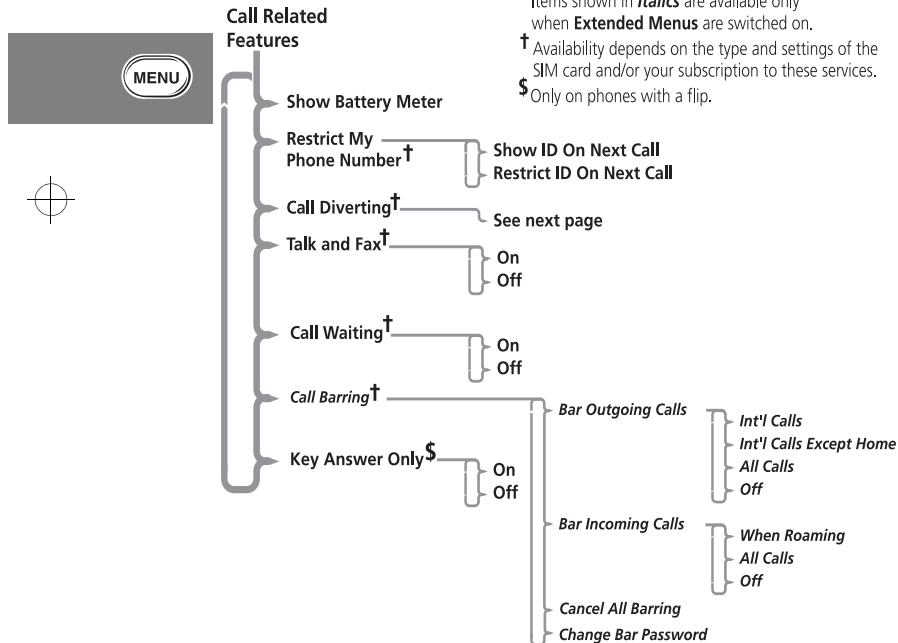 Call Related
Features
Items shown in Italics are available only
when Extended Menus are switched on.
† Availability depends on the type and settings of the
SIM card and/or your subscription to these services.
$ Only on phones with a flip.
MENU
Show Battery Meter
Restrict My
Phone Number†
Show ID On Next Call
Restrict ID On Next Call
Call Diverting†
See next page
Talk and Fax†
On
Off
Call Waiting†
On
Off
Call Barring†
Bar Outgoing Calls
Int'l Calls
Int'l Calls Except Home
All Calls
Off
Bar Incoming Calls
When Roaming
All Calls
Off
Cancel All Barring
Change Bar Password
Key Answer Only$
On
Off